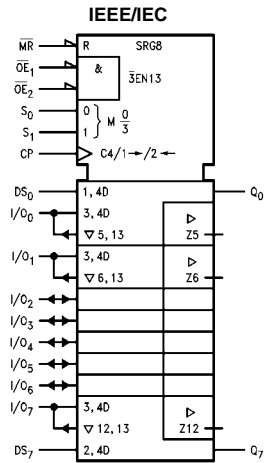 IEEE/IEC
MR R SRG8
OE1 &
OE2 3EN13
S0 0 M 0/3
S1 1
CP C4/1→/2←
DS0 1,4D Q0
I/O0 3,4D ▷
▽5,13 Z5
I/O1 3,4D ▷
▽6,13 Z6
I/O2
I/O3
I/O4
I/O5
I/O6
I/O7 3,4D ▷
▽12,13 Z12
DS7 2,4D Q7